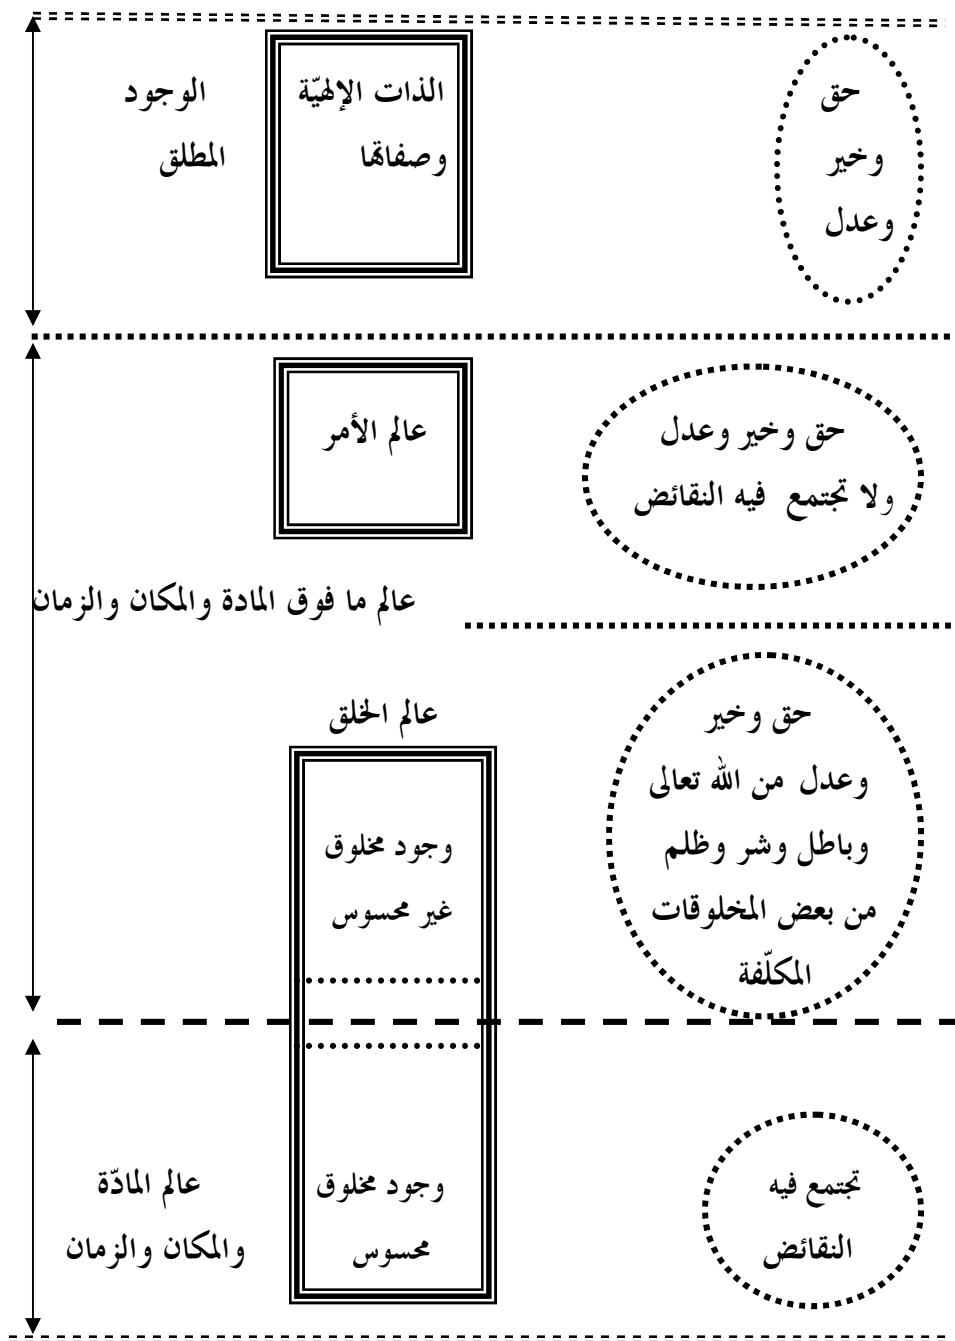 حق
وخير
وعدل
الذات الإلهيّة
وصفاتها
الوجود
المطلق
حق وخير وعدل
ولا تجتمع فيه النقائض
عالم الأمر
عالم ما فوق المادة والمكان والزمان
حق وخير
وعدل من الله تعالى
وباطل وشر وظلم
من بعض المخلوقات
المكلّفة
عالم الخلق
وجود مخلوق
غير محسوس
تجتمع فيه
النقائض
وجود مخلوق
محسوس
عالم المادّة
والمكان والزمان